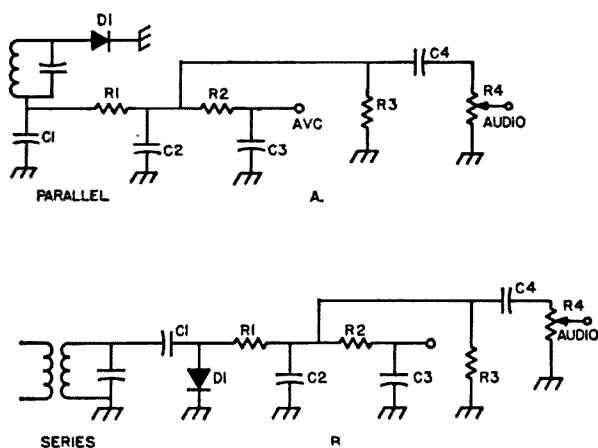 D1
C4
R1
R2
R4
C1
AVC
R3
AUDIO
C2
C3
PARALLEL
A.
C4
C1
R1
R2
R4
AUDIO
D1
C2
C3
R3
SERIES
B